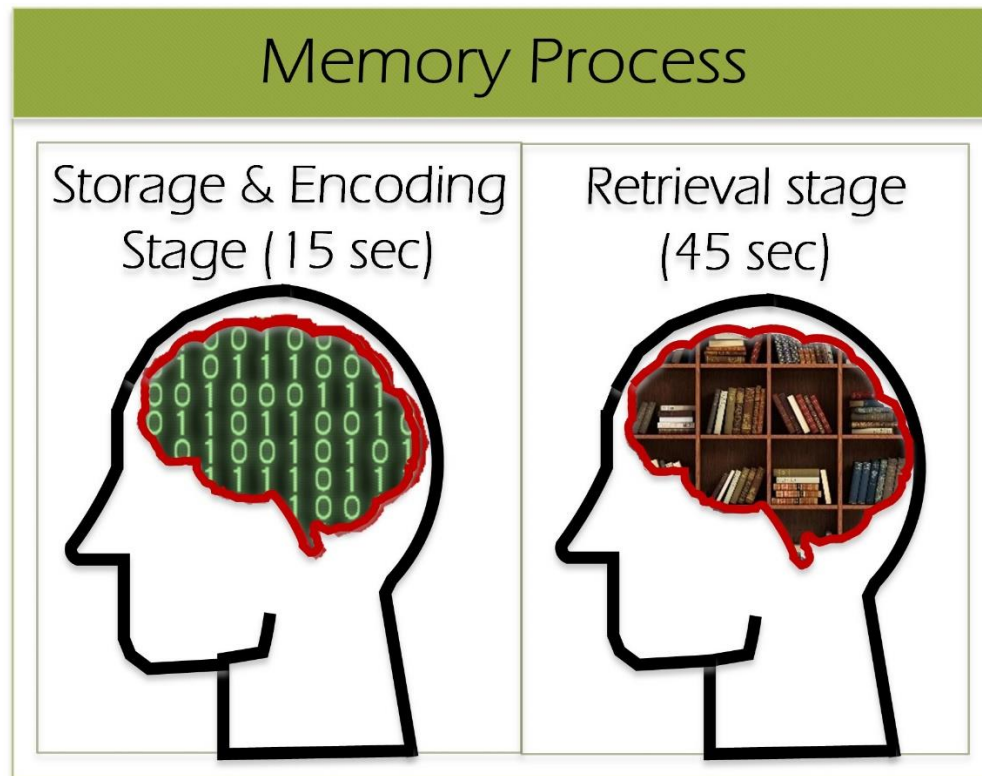 Memory Process
Storage & Encoding
Stage (15 sec)
Retrieval stage
(45 sec)